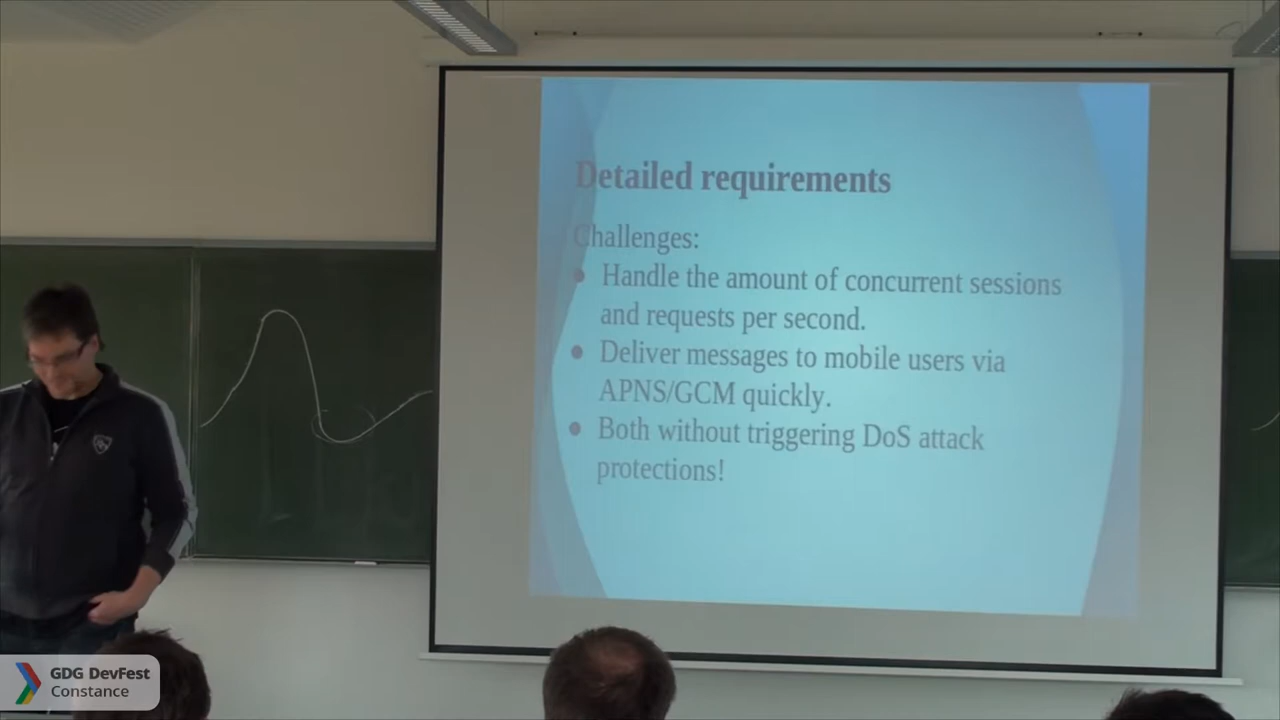 Detailed requirements
Challenges:
Handle the amount of concurrent sessions
and requests per second.
Deliver messages to mobile users via
APNS/GCM quickly.
Both without triggering DoS attack
protections!
GDG DevFest
Constance